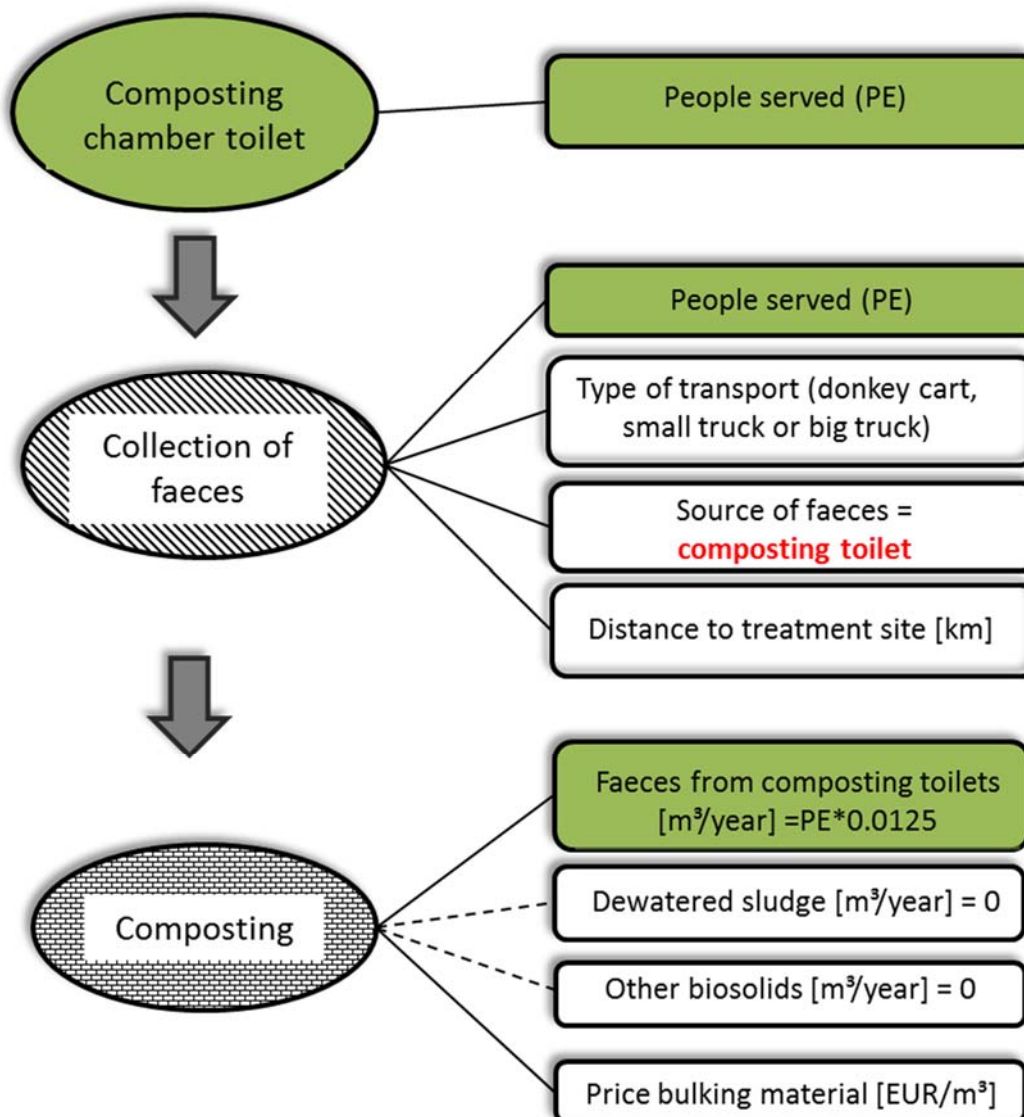 Composting
chamber toilet
People served (PE)
People served (PE)
Type of transport (donkey cart,
small truck or big truck)
Collection of
faeces
Source of faeces =
composting toilet
Distance to treatment site [km]
Faeces from composting toilets
[m³/year] =PE*0.0125
Dewatered sludge [m³/year] = 0
Composting
Other biosolids [m³/year] = 0
Price bulking material [EUR/m³]